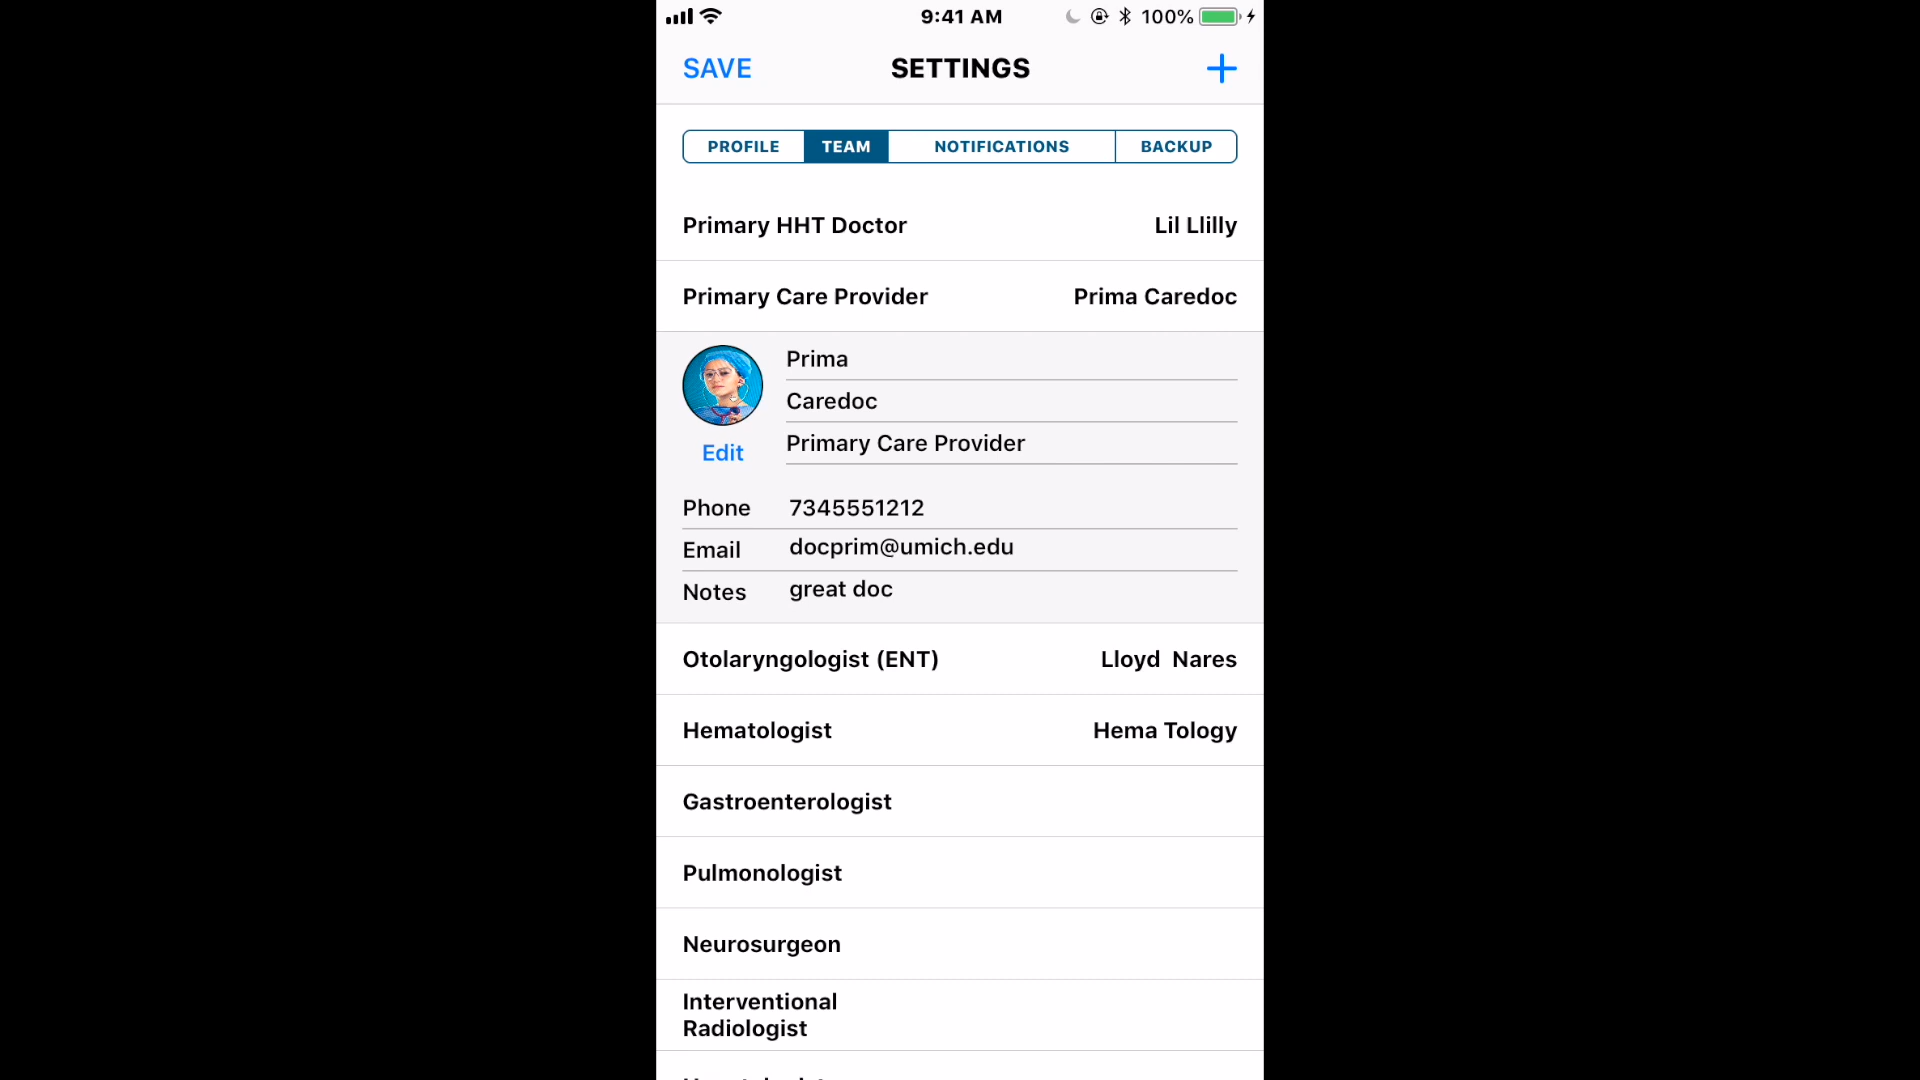 9:41 AM 100%
SAVE SETTINGS +
PROFILE TEAM NOTIFICATIONS BACKUP
Primary HHT Doctor Lil Llilly
Primary Care Provider Prima Caredoc
Prima
Caredoc
Edit Primary Care Provider
Phone 7345551212
Email docprim@umich.edu
Notes great doc
Otolaryngologist (ENT) Lloyd Nares
Hematologist Hema Tology
Gastroenterologist
Pulmonologist
Neurosurgeon
Interventional
Radiologist